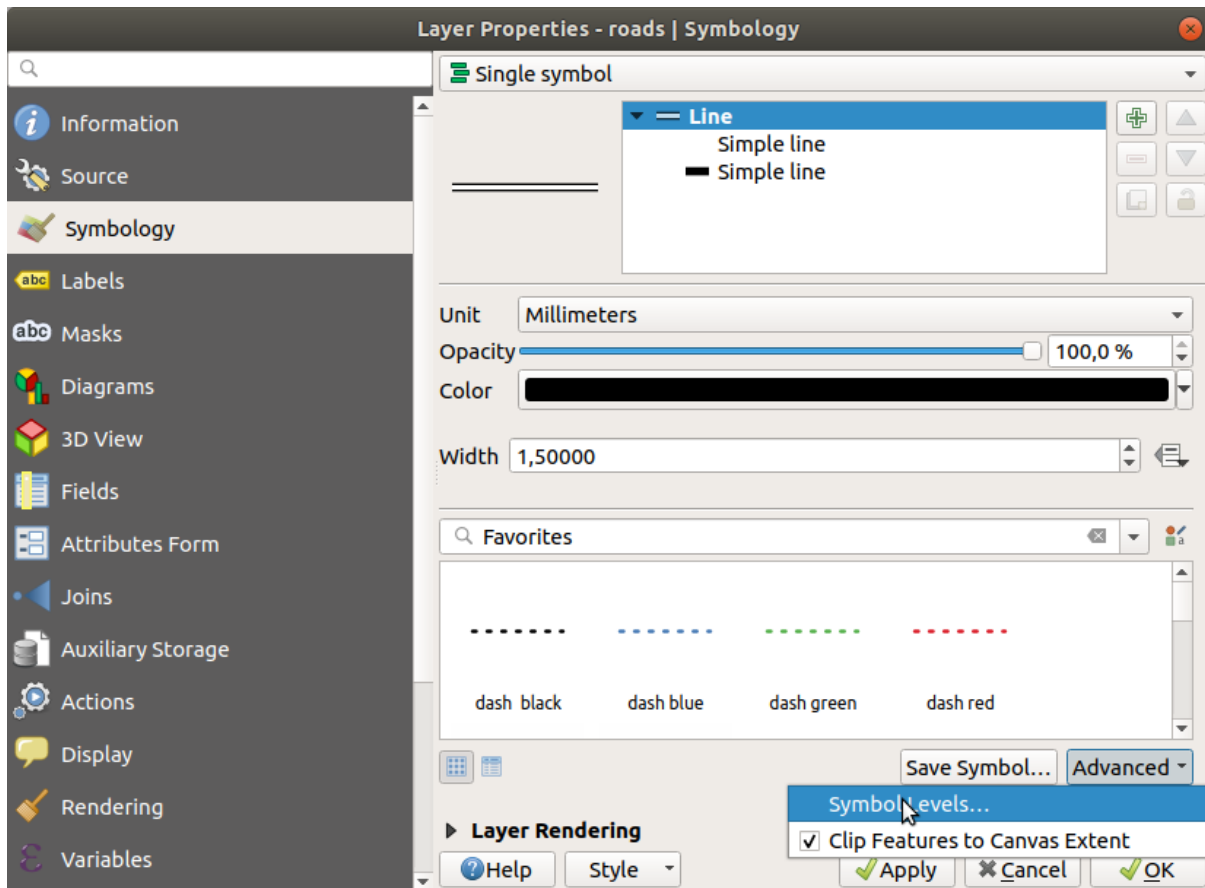 Layer Properties - roads | Symbology
Single symbol
Information
Source
Symbology
Labels
Masks
Diagrams
3D View
Fields
Attributes Form
Joins
Auxiliary Storage
Actions
Display
Rendering
Variables
Line
Simple line
Simple line
Unit Millimeters
Opacity 100,0 %
Color
Width 1,50000
Favorites
dash black dash blue dash green dash red
Save Symbol... Advanced
Symbol Levels...
Clip Features to Canvas Extent
Layer Rendering
Help Style Apply Cancel OK